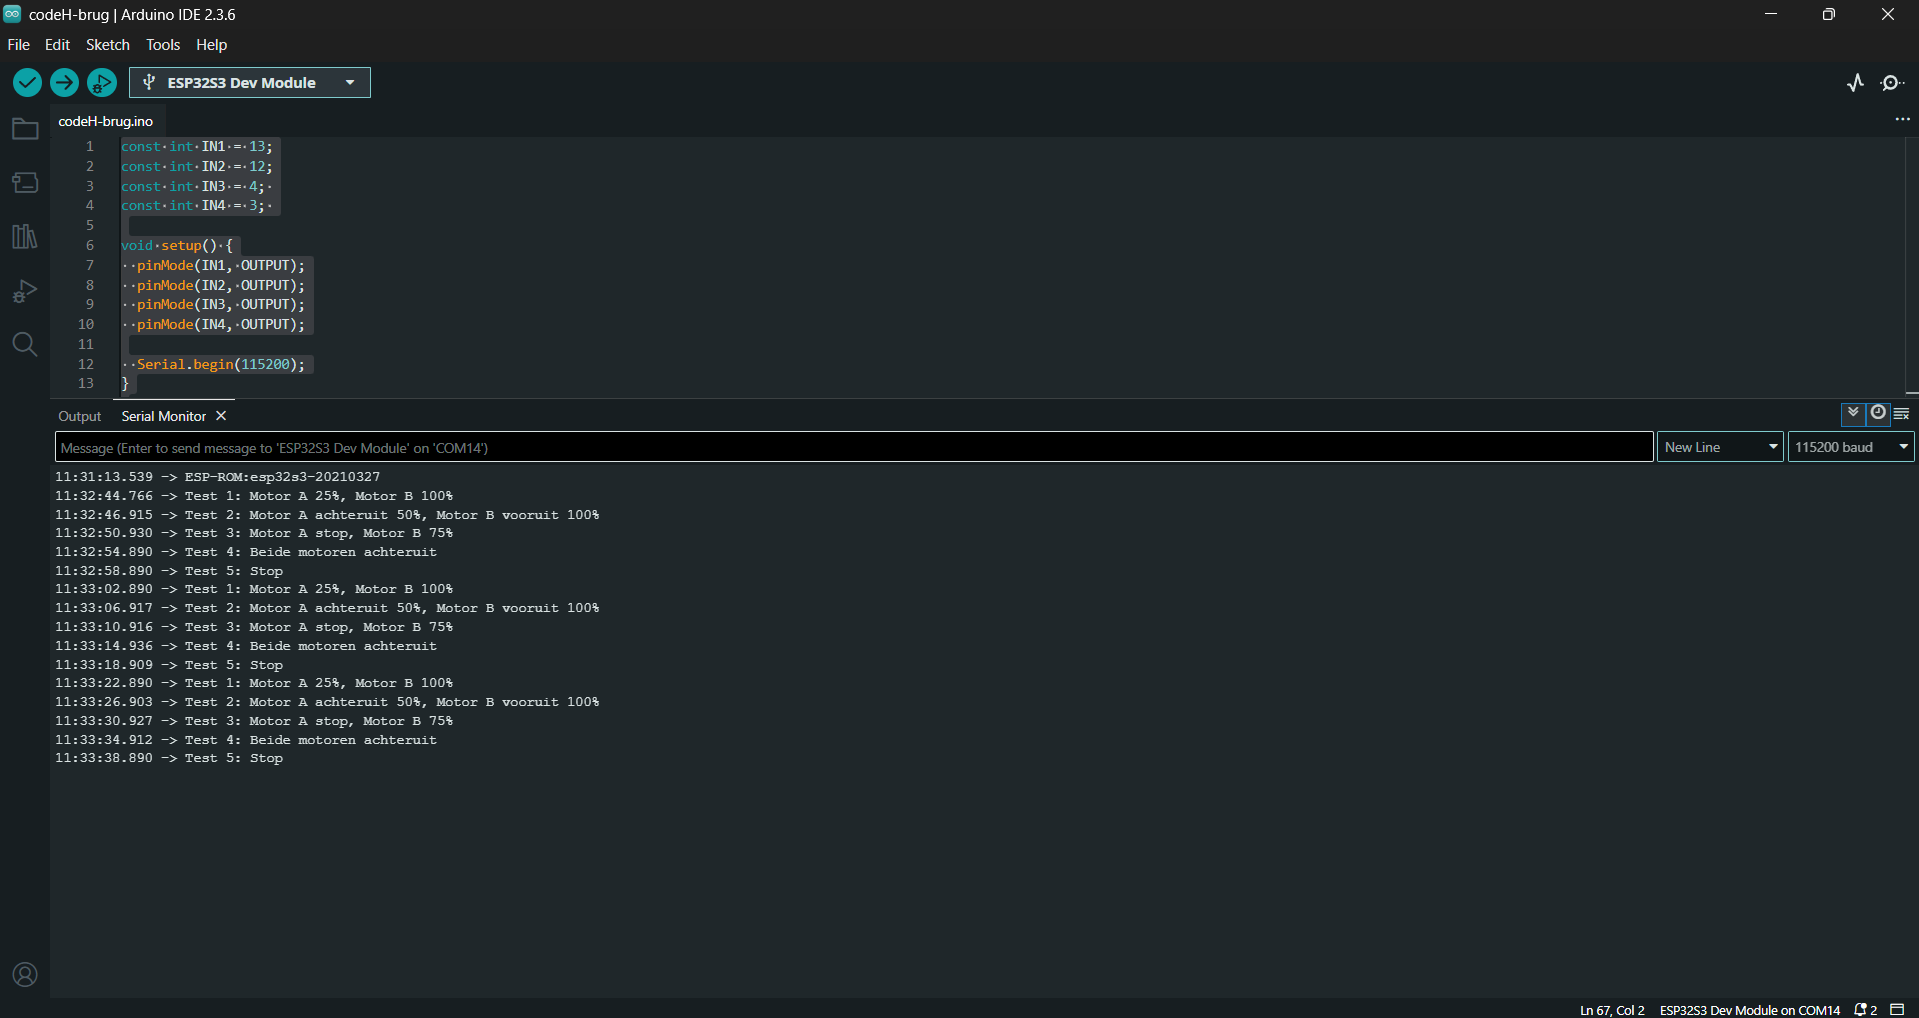 codeH-brug | Arduino IDE 2.3.6
File Edit Sketch Tools Help
ESP32S3 Dev Module
codeH-brug.ino
1 const·int·IN1·=·13;
2 const·int·IN2·=·12;
3 const·int·IN3·=·4;·
4 const·int·IN4·=·3;·
5
6 void·setup()·{
7 ··pinMode(IN1,·OUTPUT);
8 ··pinMode(IN2,·OUTPUT);
9 ··pinMode(IN3,·OUTPUT);
10 ··pinMode(IN4,·OUTPUT);
11
12 ··Serial.begin(115200);
13 }
Output Serial Monitor
Message (Enter to send message to 'ESP32S3 Dev Module' on 'COM14') New Line 115200 baud
11:31:13.539 -> ESP-ROM:esp32s3-20210327
11:32:44.766 -> Test 1: Motor A 25%, Motor B 100%
11:32:46.915 -> Test 2: Motor A achteruit 50%, Motor B vooruit 100%
11:32:50.930 -> Test 3: Motor A stop, Motor B 75%
11:32:54.890 -> Test 4: Beide motoren achteruit
11:32:58.890 -> Test 5: Stop
11:33:02.890 -> Test 1: Motor A 25%, Motor B 100%
11:33:06.917 -> Test 2: Motor A achteruit 50%, Motor B vooruit 100%
11:33:10.916 -> Test 3: Motor A stop, Motor B 75%
11:33:14.936 -> Test 4: Beide motoren achteruit
11:33:18.909 -> Test 5: Stop
11:33:22.890 -> Test 1: Motor A 25%, Motor B 100%
11:33:26.903 -> Test 2: Motor A achteruit 50%, Motor B vooruit 100%
11:33:30.927 -> Test 3: Motor A stop, Motor B 75%
11:33:34.912 -> Test 4: Beide motoren achteruit
11:33:38.890 -> Test 5: Stop
Ln 67, Col 2 ESP32S3 Dev Module on COM14 2